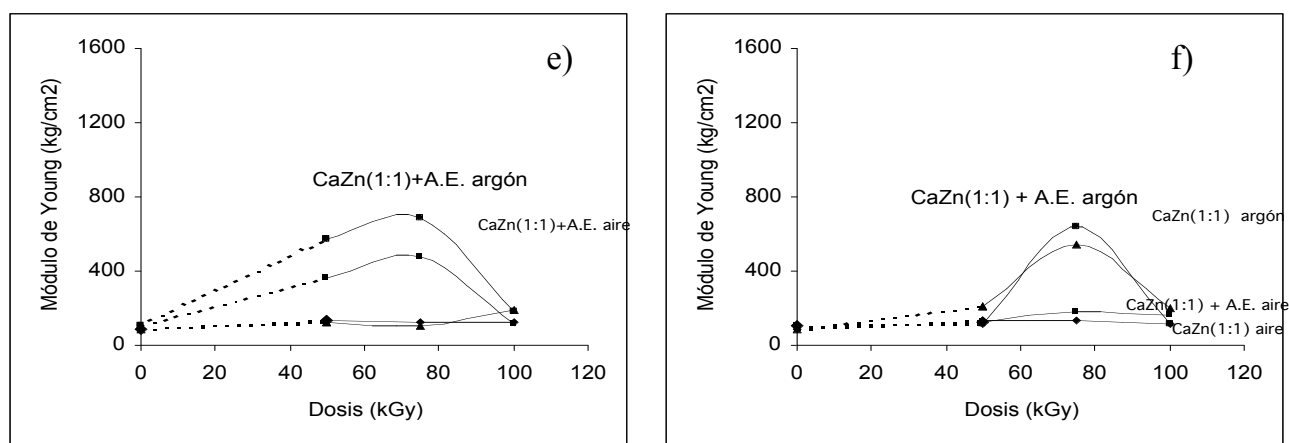 e)
Módulo de Young (kg/cm2)
1600
1200
800
400
0
CaZn(1:1)+A.E. argón
CaZn(1:1)+A.E. aire
0 20 40 60 80 100 120
Dosis (kGy)
f)
Módulo de Young (kg/cm2)
1600
1200
800
400
0
CaZn(1:1) + A.E. argón
CaZn(1:1) argón
CaZn(1:1) + A.E. aire
CaZn(1:1) aire
0 20 40 60 80 100 120
Dosis (kGy)